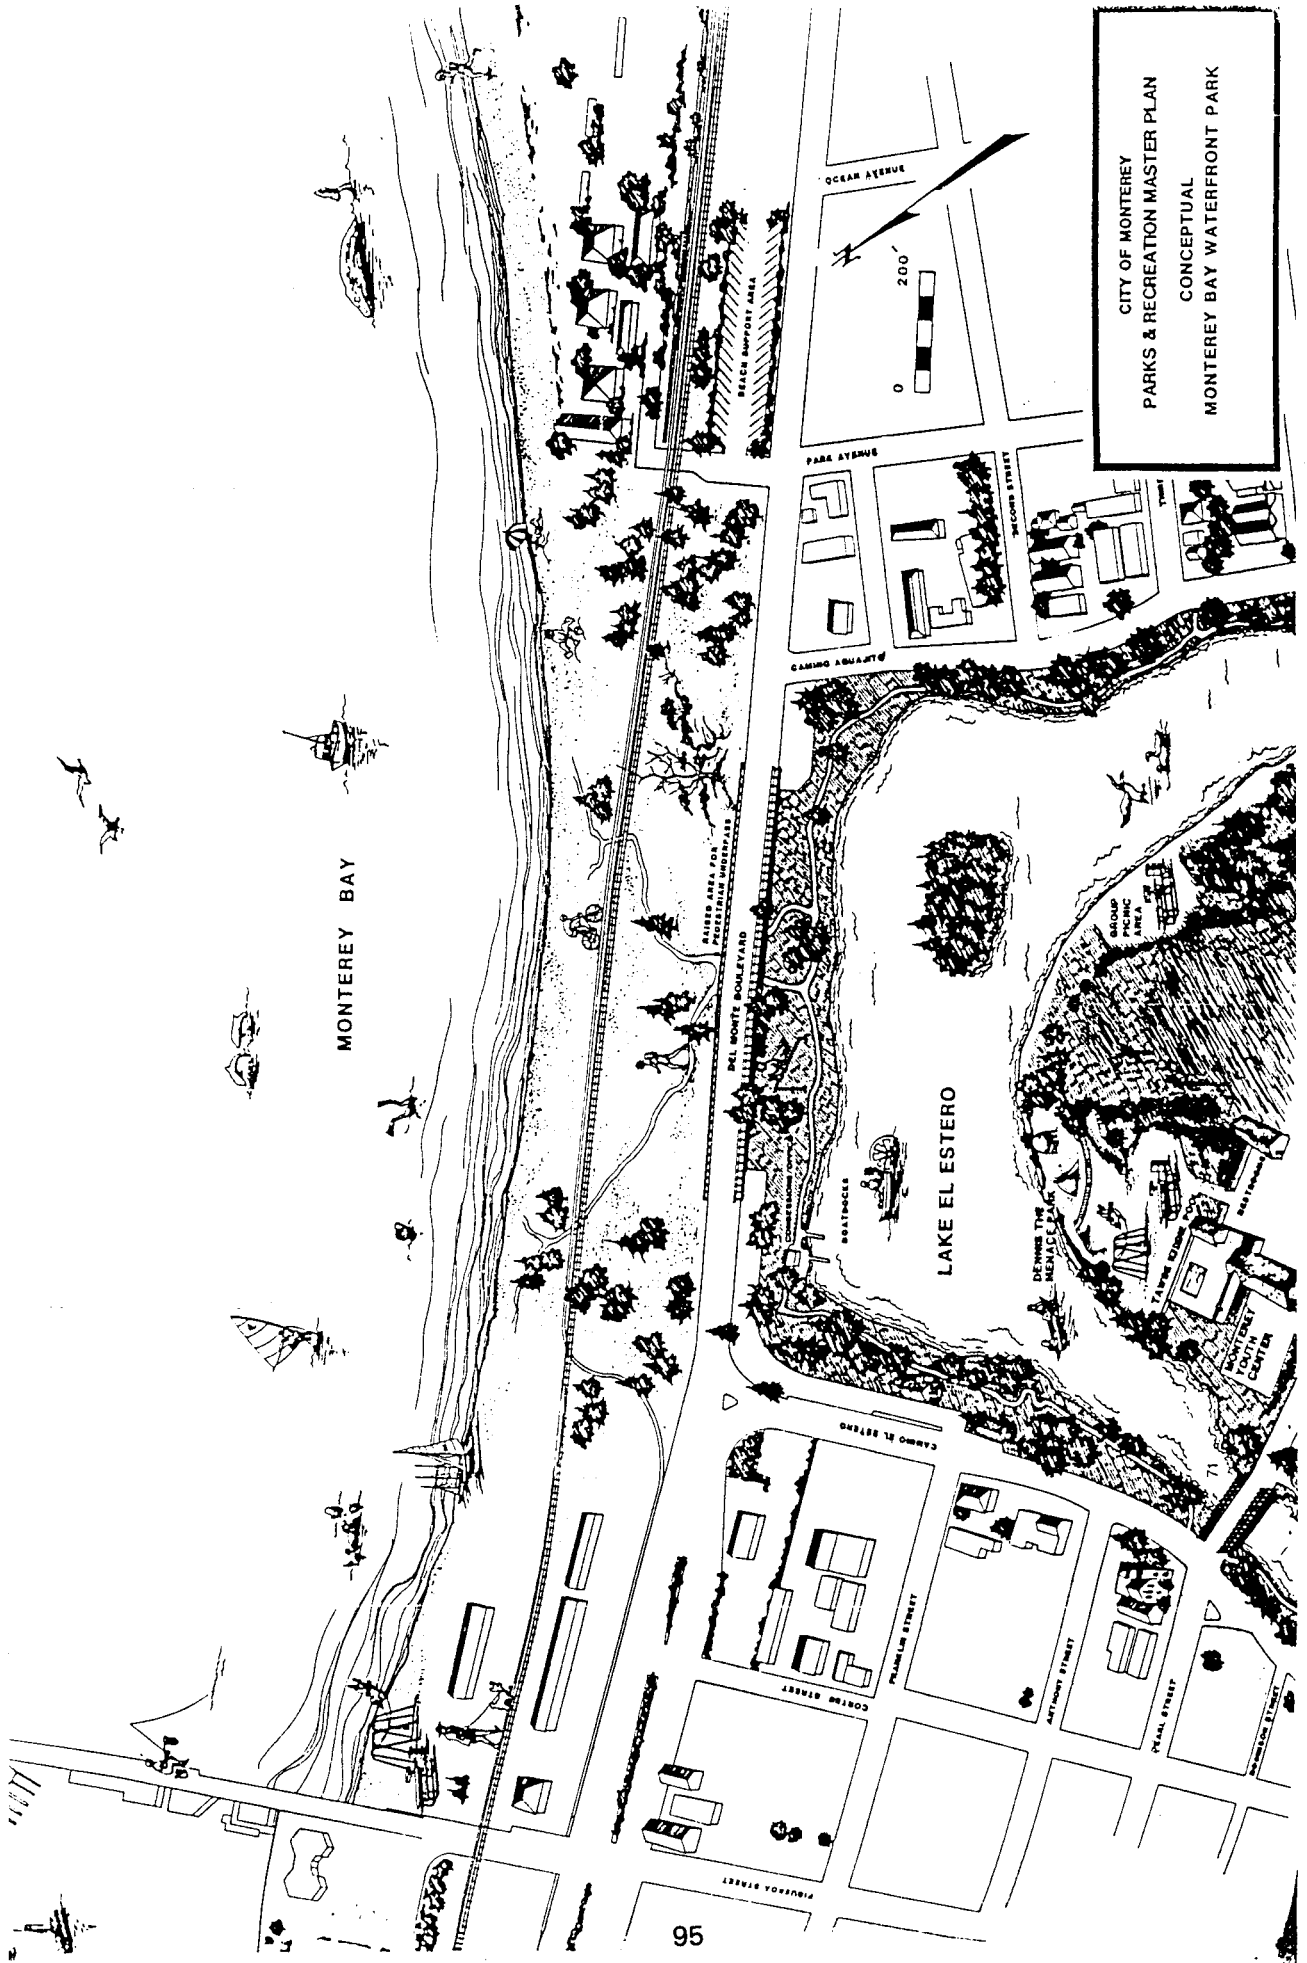 CITY OF MONTEREY
PARKS & RECREATION MASTER PLAN
CONCEPTUAL
MONTEREY BAY WATERFRONT PARK
MONTEREY BAY
OCEAN AVENUE
N
0
200'
BEACH SUPPORT AREA
PARK AVENUE
SECOND STREET
CAMINO AGUAJITO
RAISED AREA FOR
PEDESTRIAN UNDERPASS
DEL MONTE BOULEVARD
GROUP
PICNIC
AREA
BOATDOCKS
LAKE EL ESTERO
DENNIS THE
MENACE PARK
RESTROOMS
MONTEREY
YOUTH
CENTER
CAMINO EL ESTERO
71
FRANKLIN STREET
CORTES STREET
ANTHONY STREET
PEARL STREET
FIGUEROA STREET
95